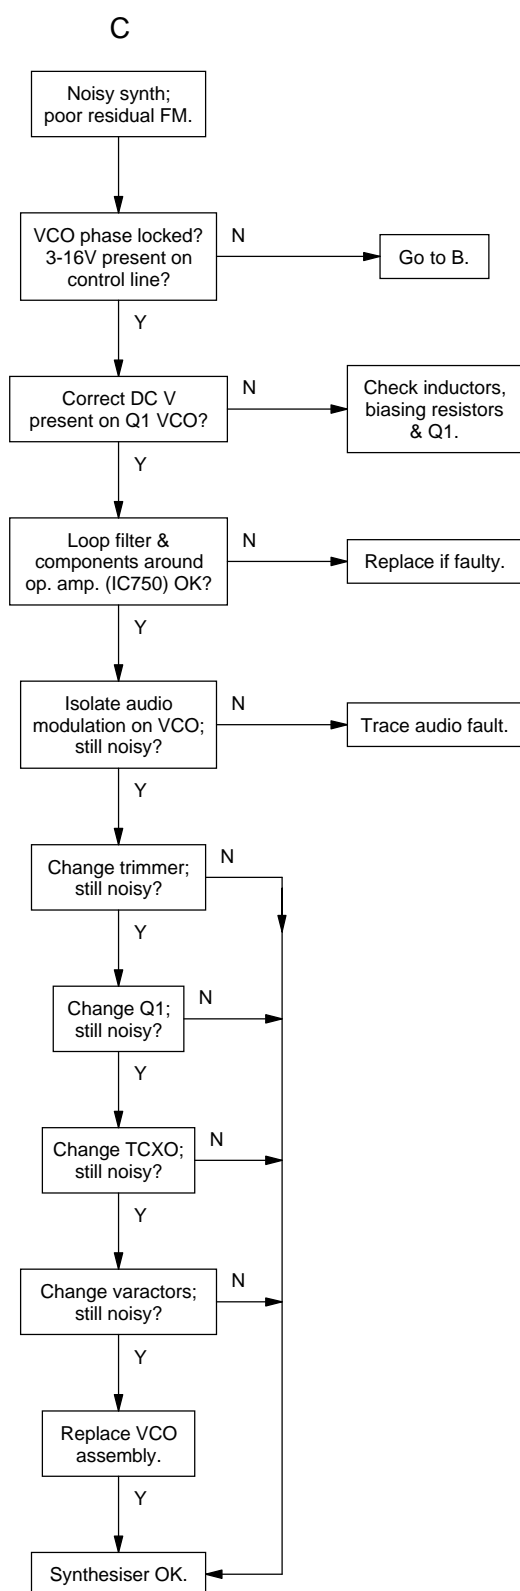 C
Noisy synth;
poor residual FM.
VCO phase locked?
3-16V present on
control line?
N
Go to B.
Y
Correct DC V
present on Q1 VCO?
N
Check inductors,
biasing resistors
& Q1.
Y
Loop filter &
components around
op. amp. (IC750) OK?
N
Replace if faulty.
Y
Isolate audio
modulation on VCO;
still noisy?
N
Trace audio fault.
Y
Change trimmer;
still noisy?
N
Y
Change Q1;
still noisy?
N
Y
Change TCXO;
still noisy?
N
Y
Change varactors;
still noisy?
N
Y
Replace VCO
assembly.
Y
Synthesiser OK.